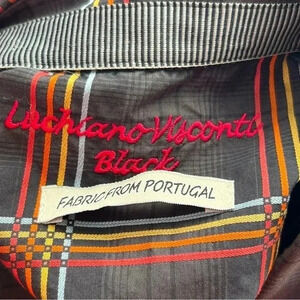 Luchiano Visconti
Black
FABRIC FROM PORTUGAL